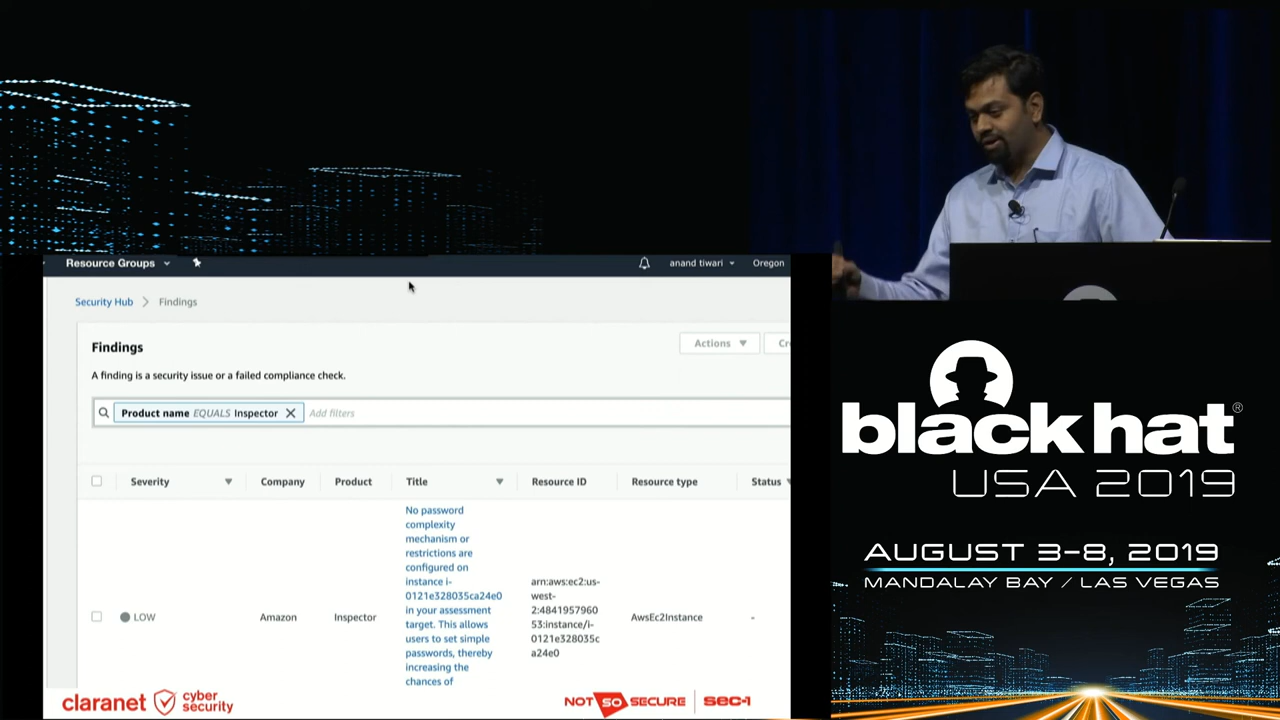 Resource Groups
anand tiwari
Oregon
Security Hub > Findings
Findings
Actions
Cr
A finding is a security issue or a failed compliance check.
Product name EQUALS Inspector
Add filters
Severity
Company
Product
Title
Resource ID
Resource type
Status
LOW
Amazon
Inspector
No password
complexity
mechanism or
restrictions are
configured on
instance i-
0121e328035ca24e0
in your assessment
target. This allows
users to set simple
passwords, thereby
increasing the
chances of
arn:aws:ec2:us-
west-
2:4841957960
53:instance/i-
0121e328035c
a24e0
AwsEc2Instance
-
claranet
cyber
security
NOT SO SECURE
sec-1
black hat®
USA 2019
AUGUST 3-8, 2019
MANDALAY BAY / LAS VEGAS